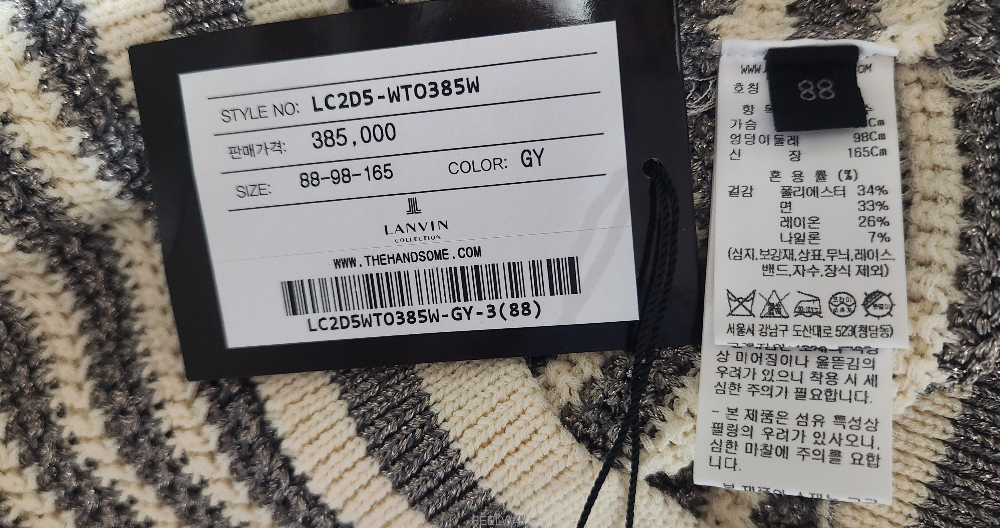 STYLE NO: LC2D5-WTO385W
판매가격: 385,000
SIZE: 88-98-165 COLOR: GY
LANVIN
COLLECTION
WWW.THEHANDSOME.COM
LC2D5WTO385W-GY-3(88)
88
호칭
가슴
엉덩이둘레 98Cm
신 장 165Cm
혼 용 률 (%)
겉감 폴리에스터 34%
면 33%
레이온 26%
나일론 7%
(심지,보강재,상표,무늬,레이스,
밴드,자수,장식 제외)
서울시 강남구 도산대로 523(청담동)
상 미어짐이나 올뜯김의
우려가 있으니 착용 시 세
심한 주의가 필요합니다.
- 본 제품은 섬유 특성상
필링의 우려가 있사오니,
심한 마찰에 주의를 요합
니다.